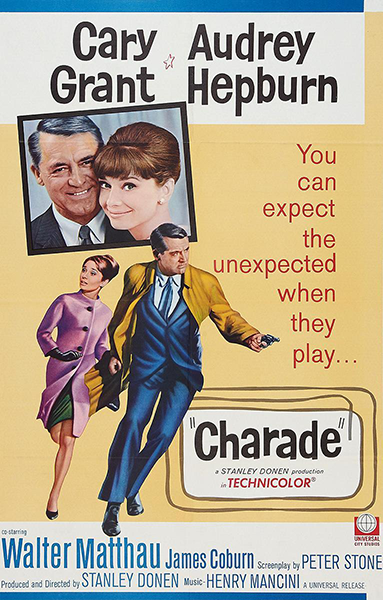 Cary Audrey
Grant Hepburn
You
can
expect
the
unexpected
when
they
play...
"Charade"
a STANLEY DONEN production
in TECHNICOLOR®
co-starring
Walter Matthau James Coburn Screenplay by PETER STONE
Produced and Directed by STANLEY DONEN Music-HENRY MANCINI A UNIVERSAL RELEASE
UNIVERSAL
CITY STUDIOS